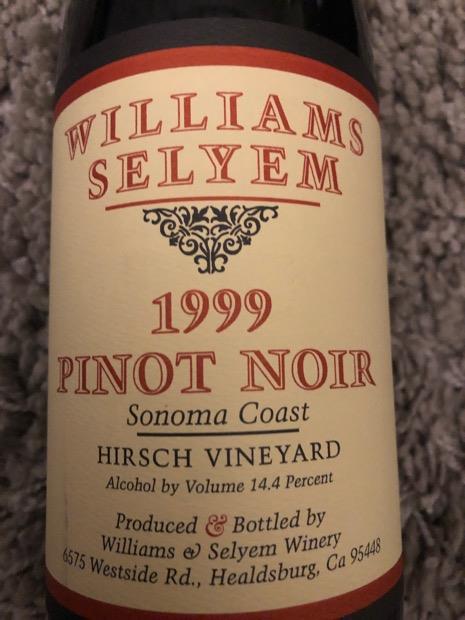 WILLIAMS
SELYEM
1999
PINOT NOIR
Sonoma Coast
HIRSCH VINEYARD
Alcohol by Volume 14.4 Percent
Produced & Bottled by
Williams & Selyem Winery
6575 Westside Rd., Healdsburg, Ca 95448